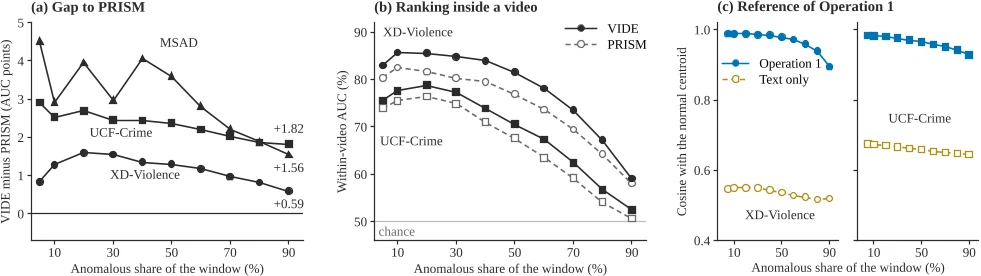 (a) Gap to PRISM
VIDE minus PRISM (AUC points)
5
4
3
2
1
0
MSAD
UCF-Crime
XD-Violence
+1.82
+1.56
+0.59
10
30
50
70
90
Anomalous share of the window (%)
(b) Ranking inside a video
Within-video AUC (%)
90
80
70
60
50
XD-Violence
UCF-Crime
VIDE
PRISM
chance
10
30
50
70
90
Anomalous share of the window (%)
(c) Reference of Operation 1
Cosine with the normal centroid
1.0
0.8
0.6
0.4
Operation 1
Text only
XD-Violence
UCF-Crime
10
30
50
70
90
10
30
50
70
90
Anomalous share of the window (%)